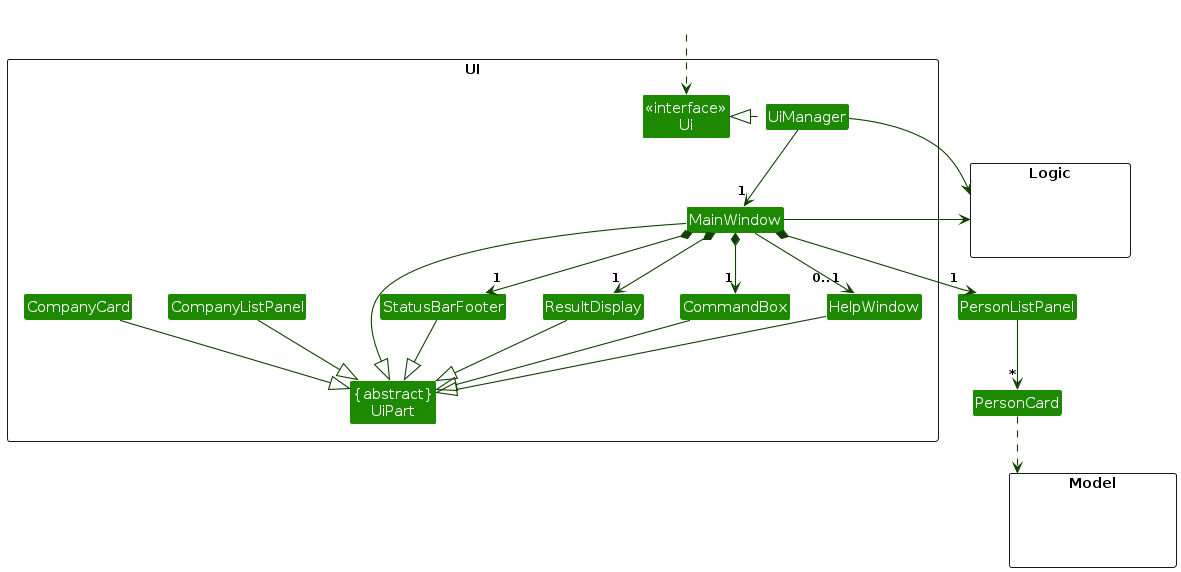 UI
«interface»
Ui
UiManager
Logic
1
MainWindow
1
1
1
0..1
1
CompanyCard
CompanyListPanel
StatusBarFooter
ResultDisplay
CommandBox
HelpWindow
PersonListPanel
*
{abstract}
UiPart
PersonCard
Model